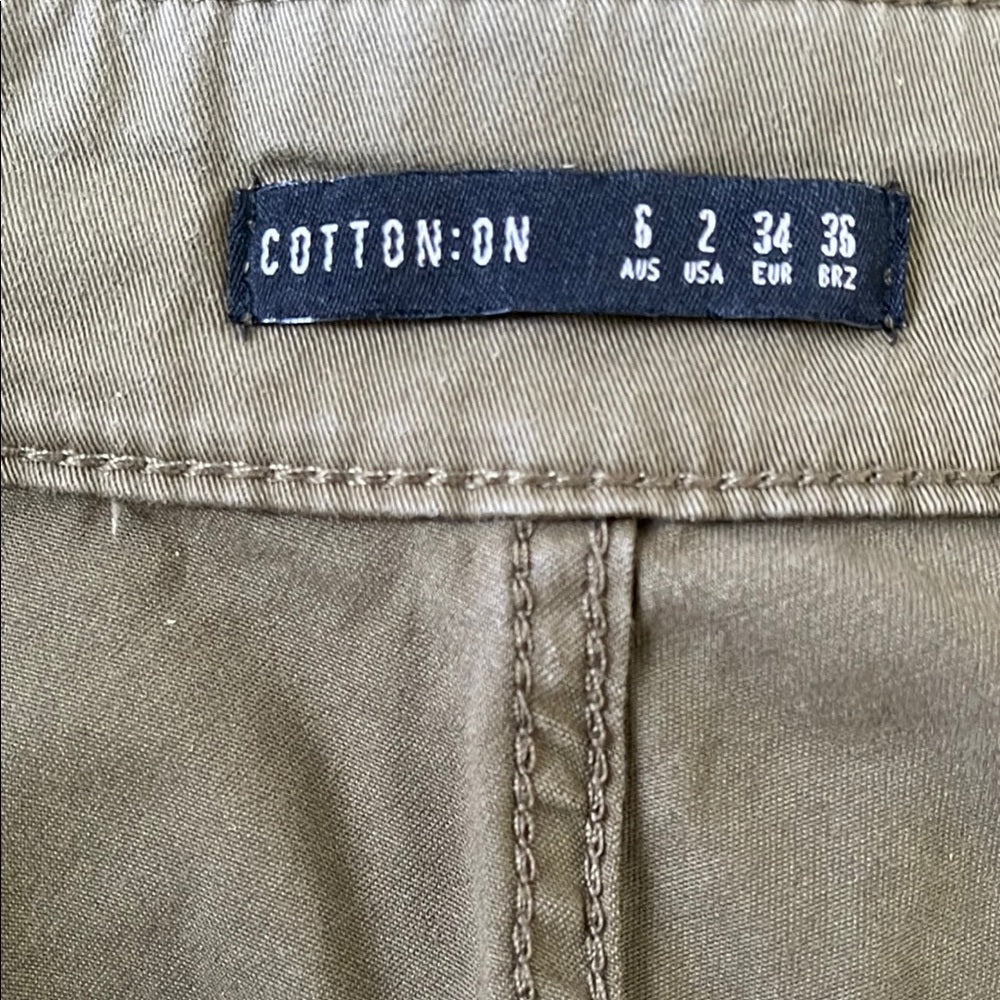 COTTON:ON 6 2 34 36
AUS USA EUR BRZ